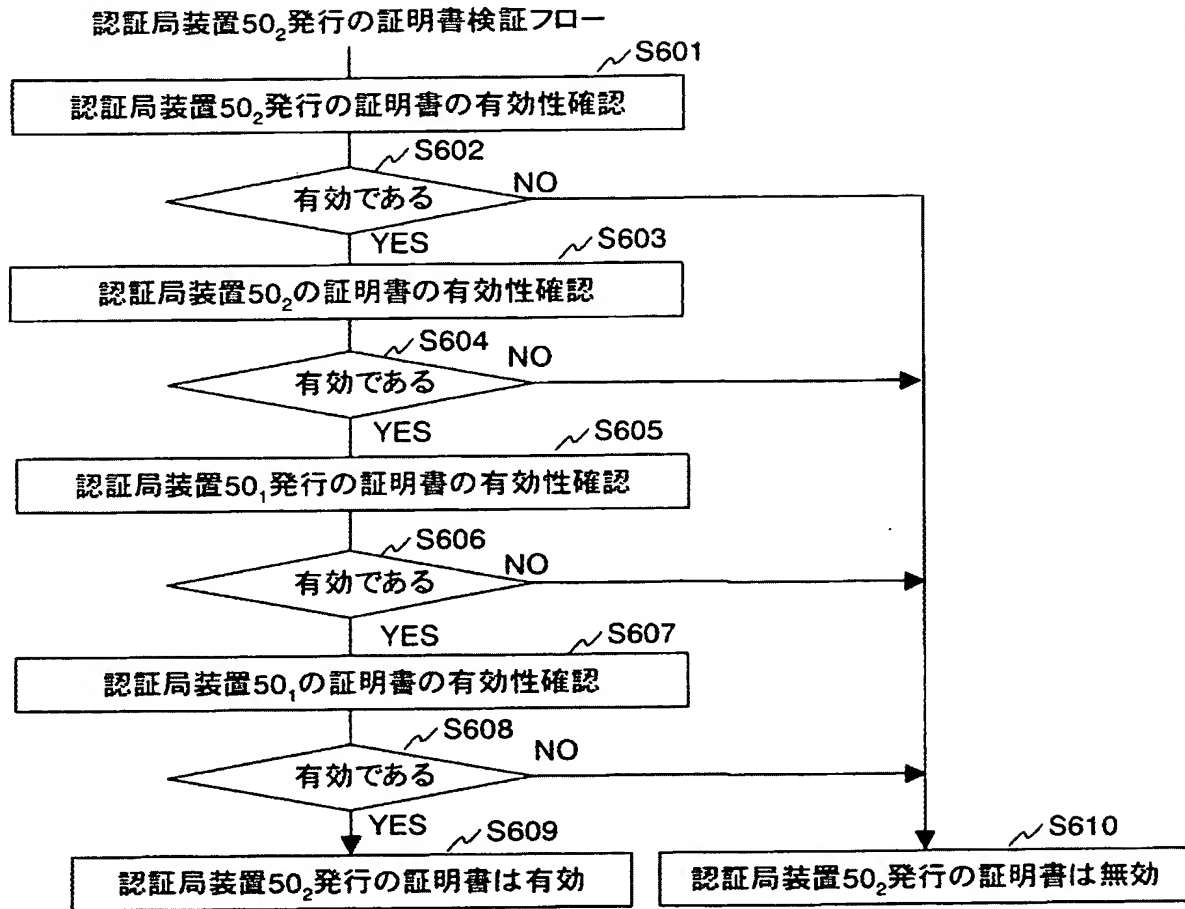 認証局装置50₂発行の証明書検証フロー
S601
認証局装置50₂発行の証明書の有効性確認
S602
有効である
NO
YES
S603
認証局装置50₂の証明書の有効性確認
S604
有効である
NO
YES
S605
認証局装置50₁発行の証明書の有効性確認
S606
有効である
NO
YES
S607
認証局装置50₁の証明書の有効性確認
S608
有効である
NO
YES
S609
認証局装置50₂発行の証明書は有効
S610
認証局装置50₂発行の証明書は無効